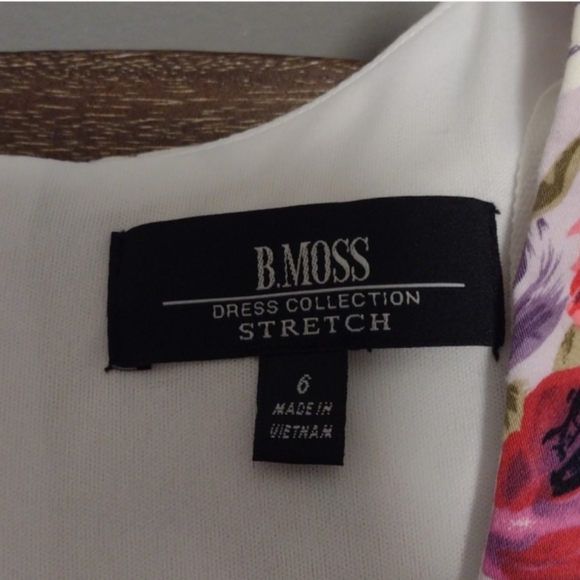 B.MOSS
DRESS COLLECTION
STRETCH
6
MADE IN
VIETNAM